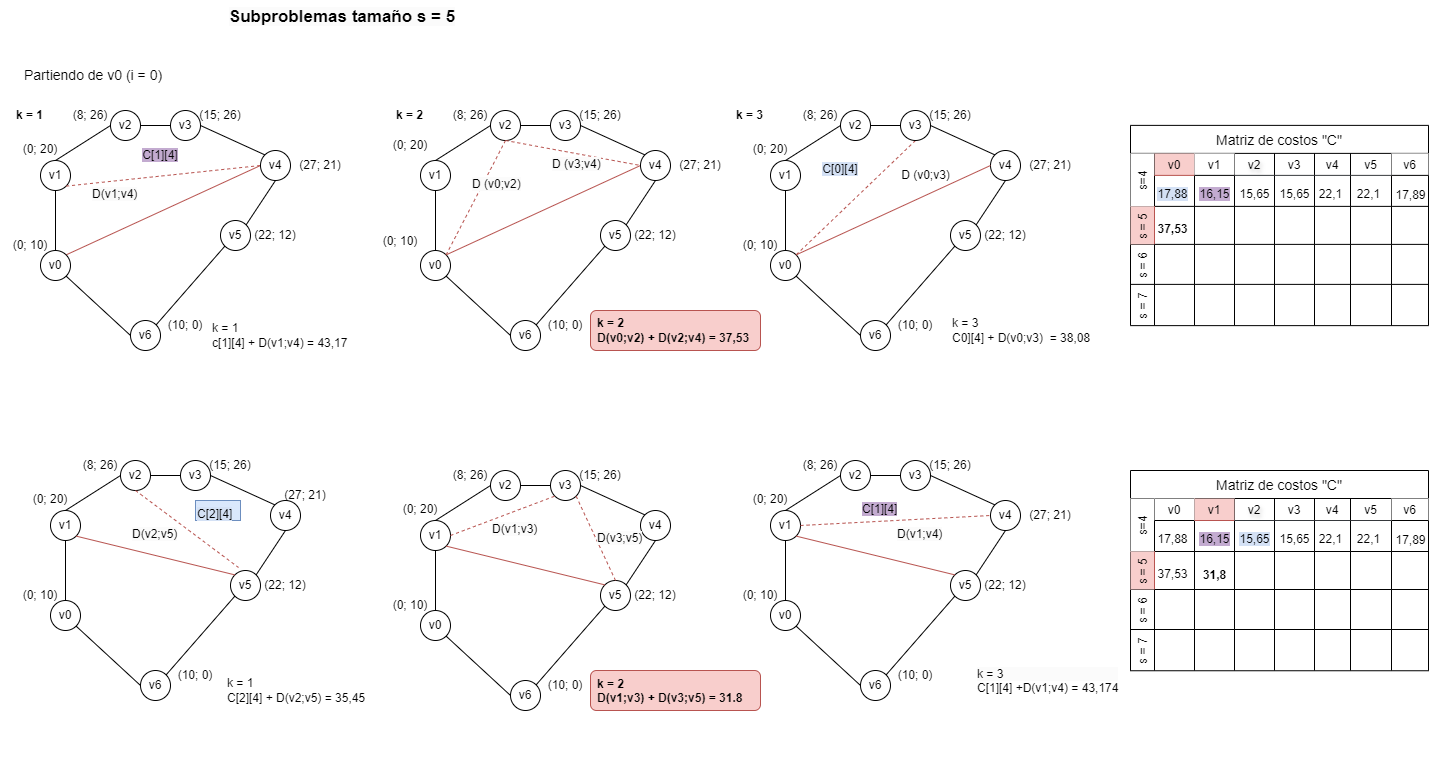 Subproblemas tamaño s = 5
Partiendo de v0 (i = 0)
k = 1
(8; 26)
v2
v3
(15; 26)
(0; 20)
v1
C[1][4]
v4
(27; 21)
D(v1;v4)
v5
(22; 12)
(0; 10)
v0
v6
(10; 0)
k = 1
c[1][4] + D(v1;v4) = 43,17
k = 2
(8; 26)
v2
v3
(15; 26)
(0; 20)
v1
D (v3;v4)
v4
(27; 21)
D (v0;v2)
v5
(22; 12)
(0; 10)
v0
v6
(10; 0)
k = 2
D(v0;v2) + D(v2;v4) = 37,53
k = 3
(8; 26)
v2
v3
(15; 26)
(0; 20)
v1
C[0][4]
D (v0;v3)
v4
(27; 21)
v5
(22; 12)
(0; 10)
v0
v6
(10; 0)
k = 3
C0][4] + D(v0;v3) = 38,08
Matriz de costos "C"
v0 v1 v2 v3 v4 v5 v6
s=4 17,88 16,15 15,65 15,65 22,1 22,1 17,89
s = 5 37,53
s = 6
s = 7
(8; 26)
v2
v3
(15; 26)
(0; 20)
v1
C[2][4]
(27; 21)
v4
D(v2;v5)
v5
(22; 12)
(0; 10)
v0
v6
(10; 0)
k = 1
C[2][4] + D(v2;v5) = 35,45
(8; 26)
v2
v3
(15; 26)
(0; 20)
v1
D(v1;v3)
D(v3;v5)
v4
v5
(22; 12)
(0; 10)
v0
v6
(10; 0)
k = 2
D(v1;v3) + D(v3;v5) = 31.8
(8; 26)
v2
v3
(15; 26)
(0; 20)
v1
C[1][4]
D(v1;v4)
v4
(27; 21)
v5
(22; 12)
(0; 10)
v0
v6
(10; 0)
k = 3
C[1][4] +D(v1;v4) = 43,174
Matriz de costos "C"
v0 v1 v2 v3 v4 v5 v6
s=4 17,88 16,15 15,65 15,65 22,1 22,1 17,89
s = 5 37,53 31,8
s = 6
s = 7